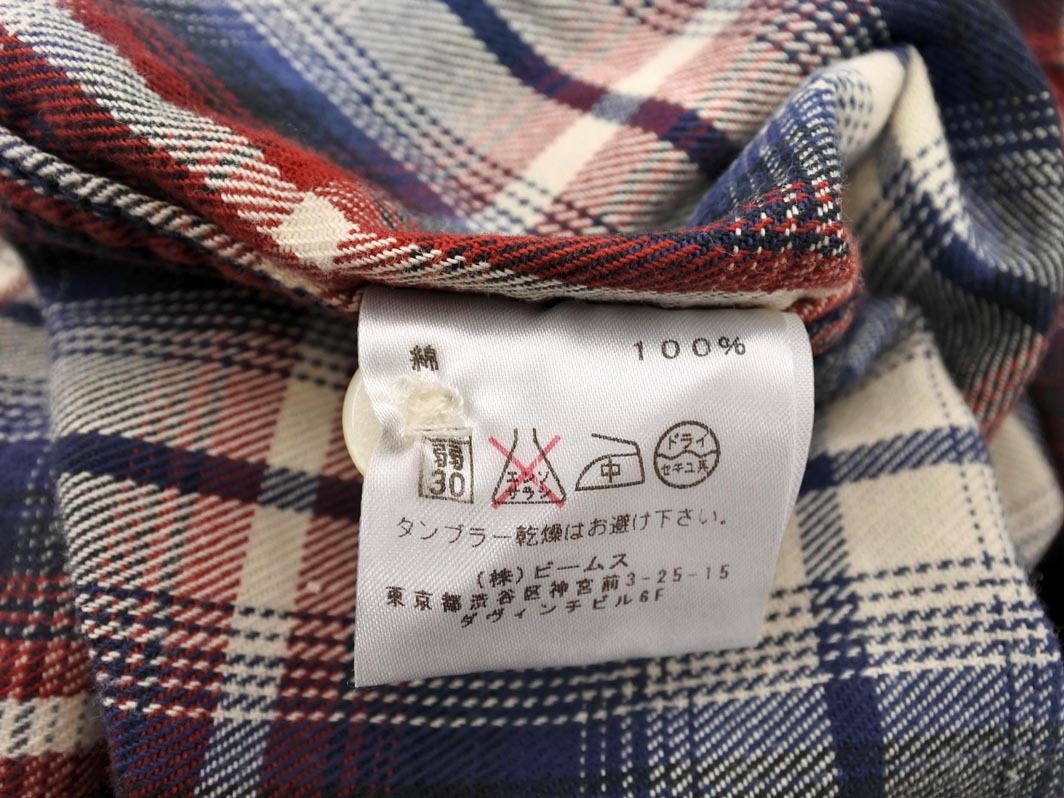 綿 100%
弱
30
エンソ
サラシ
中
ドライ
セキユ系
タンブラー乾燥はお避け下さい。
(株)ビームス
東京都渋谷区神宮前3-25-15
ダヴィンチビル6F